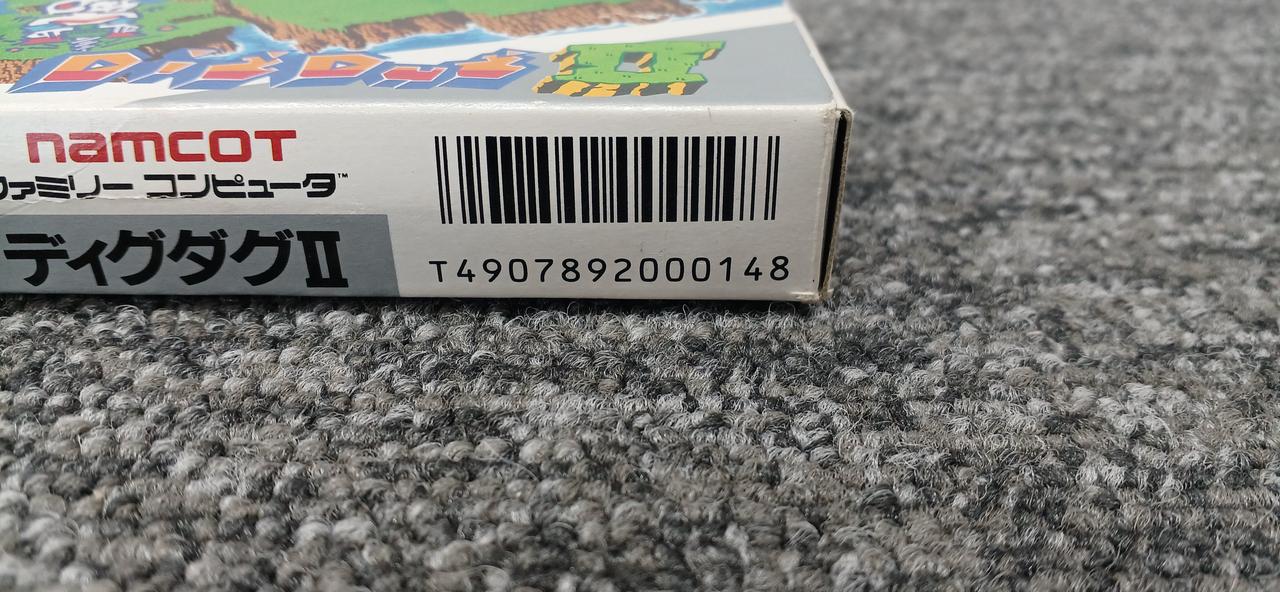 ディグダグII
namcot
ファミリー コンピュータ™
ディグダグII
T4907892000148